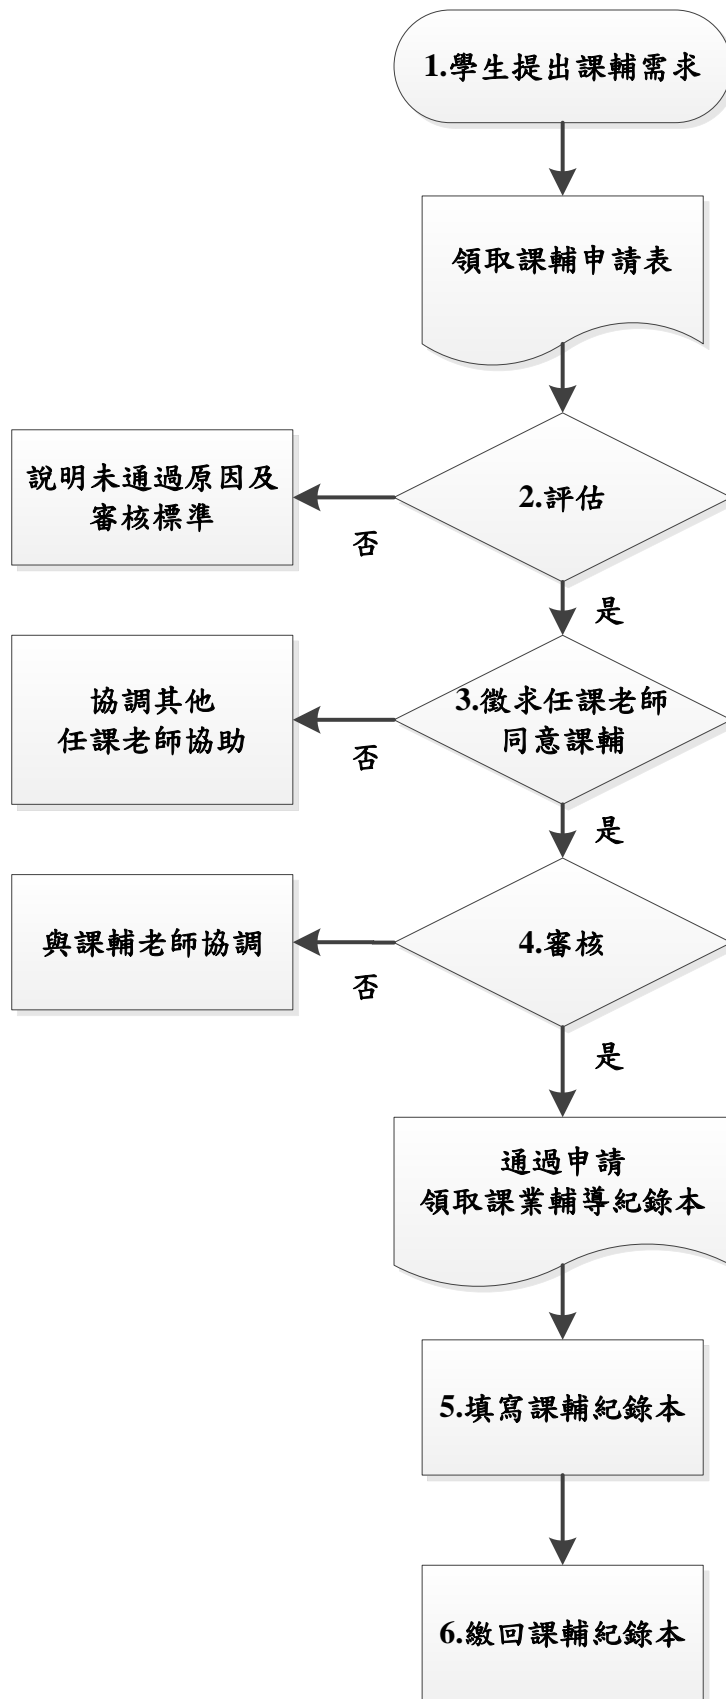 1.學生提出課輔需求
領取課輔申請表
2.評估
說明未通過原因及
審核標準
否
是
3.徵求任課老師
同意課輔
協調其他
任課老師協助
否
是
4.審核
與課輔老師協調
否
是
通過申請
領取課業輔導紀錄本
5.填寫課輔紀錄本
6.繳回課輔紀錄本